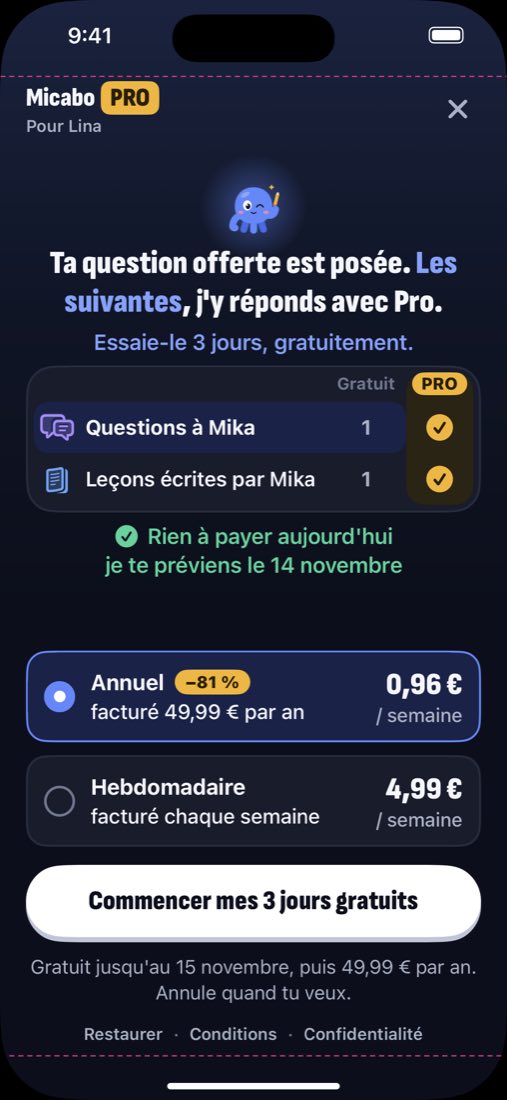 9:41
Micabo PRO
Pour Lina
Ta question offerte est posée. Les
suivantes, j'y réponds avec Pro.
Essaie-le 3 jours, gratuitement.
Gratuit PRO
Questions à Mika 1
Leçons écrites par Mika 1
Rien à payer aujourd'hui
je te préviens le 14 novembre
Annuel −81 % 0,96 €
facturé 49,99 € par an / semaine
Hebdomadaire 4,99 €
facturé chaque semaine / semaine
Commencer mes 3 jours gratuits
Gratuit jusqu'au 15 novembre, puis 49,99 € par an.
Annule quand tu veux.
Restaurer · Conditions · Confidentialité